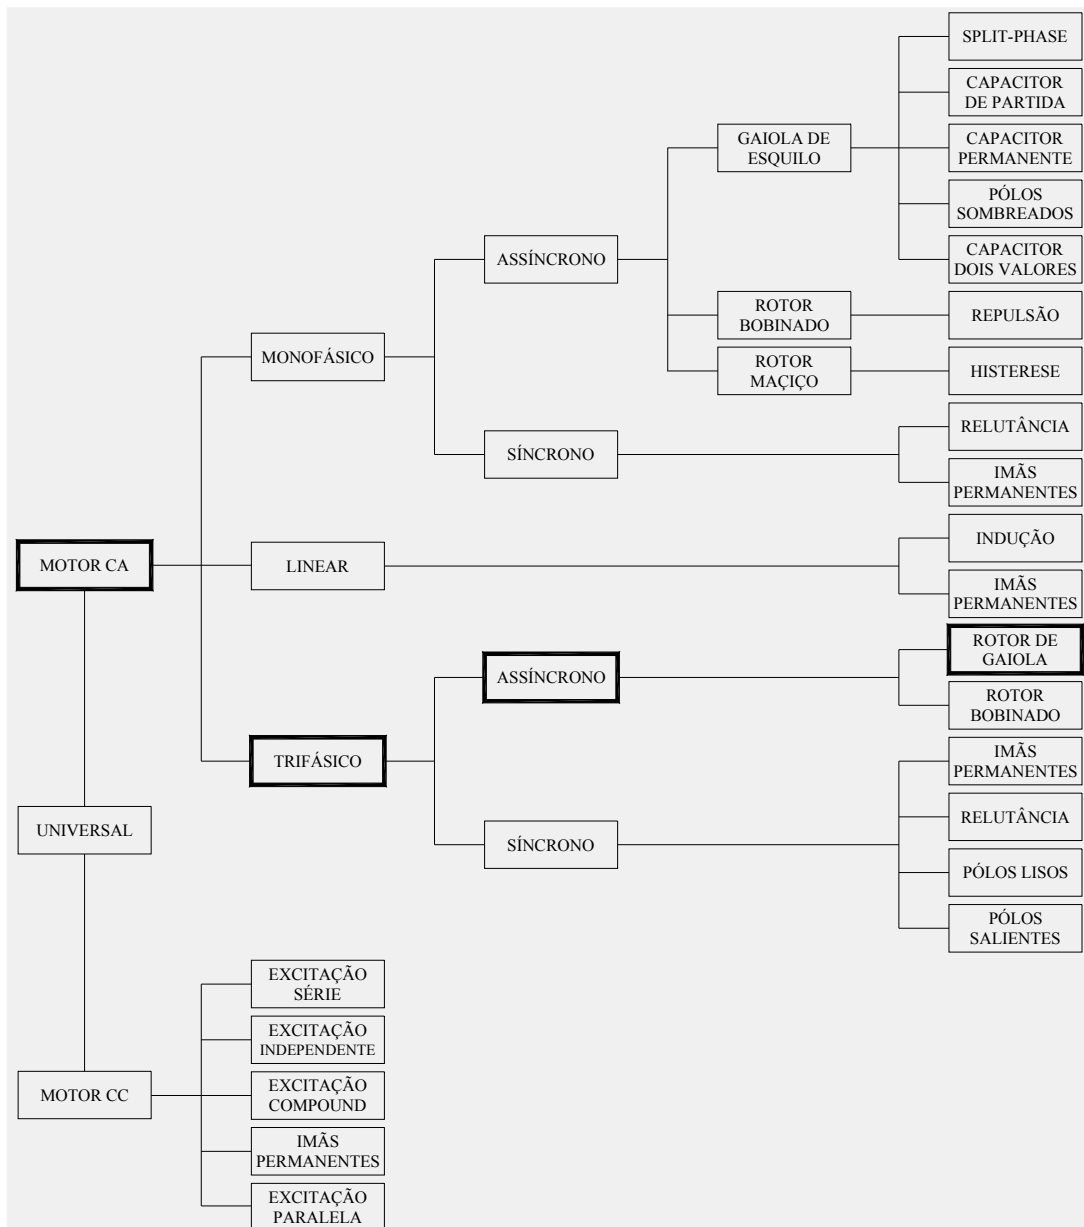 SPLIT-PHASE
CAPACITOR
DE PARTIDA
GAIOLA DE
ESQUILO
CAPACITOR
PERMANENTE
PÓLOS
SOMBREADOS
ASSÍNCRONO
CAPACITOR
DOIS VALORES
ROTOR
BOBINADO
REPULSÃO
MONOFÁSICO
ROTOR
MAÇIÇO
HISTERESE
RELUTÂNCIA
SÍNCRONO
IMÃS
PERMANENTES
INDUÇÃO
MOTOR CA
LINEAR
IMÃS
PERMANENTES
ROTOR DE
GAIOLA
ASSÍNCRONO
ROTOR
BOBINADO
TRIFÁSICO
IMÃS
PERMANENTES
RELUTÂNCIA
UNIVERSAL
SÍNCRONO
PÓLOS LISOS
PÓLOS
SALIENTES
EXCITAÇÃO
SÉRIE
EXCITAÇÃO
INDEPENDENTE
MOTOR CC
EXCITAÇÃO
COMPOUND
IMÃS
PERMANENTES
EXCITAÇÃO
PARALELA